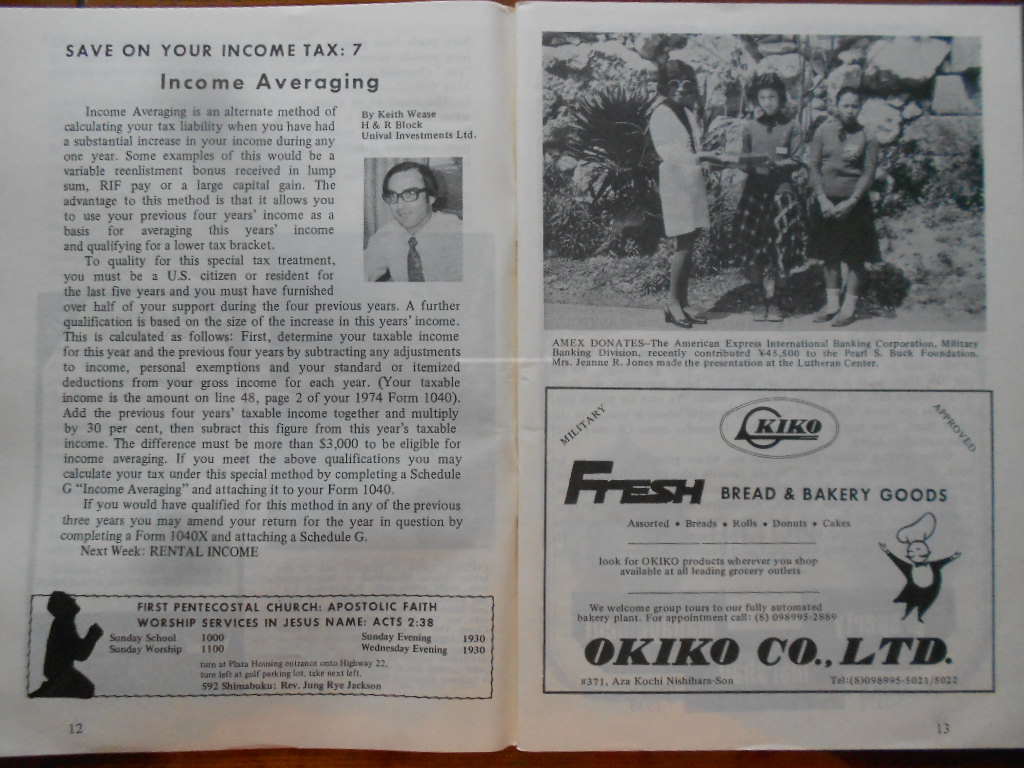 SAVE ON YOUR INCOME TAX: 7
Income Averaging
Income Averaging is an alternate method of
calculating your tax liability when you have had
a substantial increase in your income during any
one year. Some examples of this would be a
variable reenlistment bonus received in lump
sum, RIF pay or a large capital gain. The
advantage to this method is that it allows you
to use your previous four years' income as a
basis for averaging this years' income
and qualifying for a lower tax bracket.
To quality for this special tax treatment,
you must be a U.S. citizen or resident for
the last five years and you must have furnished
over half of your support during the four previous years. A further
qualification is based on the size of the increase in this years' income.
This is calculated as follows: First, determine your taxable income
for this year and the previous four years by subtracting any adjustments
to income, personal exemptions and your standard or itemized
deductions from your gross income for each year. (Your taxable
income is the amount on line 48, page 2 of your 1974 Form 1040).
Add the previous four years' taxable income together and multiply
by 30 per cent, then subract this figure from this year's taxable
income. The difference must be more than $3,000 to be eligible for
income averaging. If you meet the above qualifications you may
calculate your tax under this special method by completing a Schedule
G "Income Averaging" and attaching it to your Form 1040.
If you would have qualified for this method in any of the previous
three years you may amend your return for the year in question by
completing a Form 1040X and attaching a Schedule G.
Next Week: RENTAL INCOME
By Keith Wease
H & R Block
Unival Investments Ltd.
FIRST PENTECOSTAL CHURCH: APOSTOLIC FAITH
WORSHIP SERVICES IN JESUS NAME: ACTS 2:38
Sunday School 1000 Sunday Evening 1930
Sunday Worship 1100 Wednesday Evening 1930
turn at Plaza Housing entrance onto Highway 22,
ture left at golf parking lot, take next left.
592 Shimabuku: Rev. Jung Rye Jackson
12
AMEX DONATES--The American Express International Banking Corporation, Military
Banking Division, recently contributed ¥45,500 to the Pearl S. Buck Foundation.
Mrs. Jeanne R. Jones made the presentation at the Lutheran Center.
MILITARY
OKIKO
APPROVED
FRESH BREAD & BAKERY GOODS
Assorted • Breads • Rolls • Donuts • Cakes
look for OKIKO products wherever you shop
available at all leading grocery outlets
We welcome group tours to our fully automated
bakery plant. For appointment call: (8) 098995-2889
OKIKO CO., LTD.
#371, Aza Kochi Nishihara-Son Tel:(8)098995-5021/5022
13